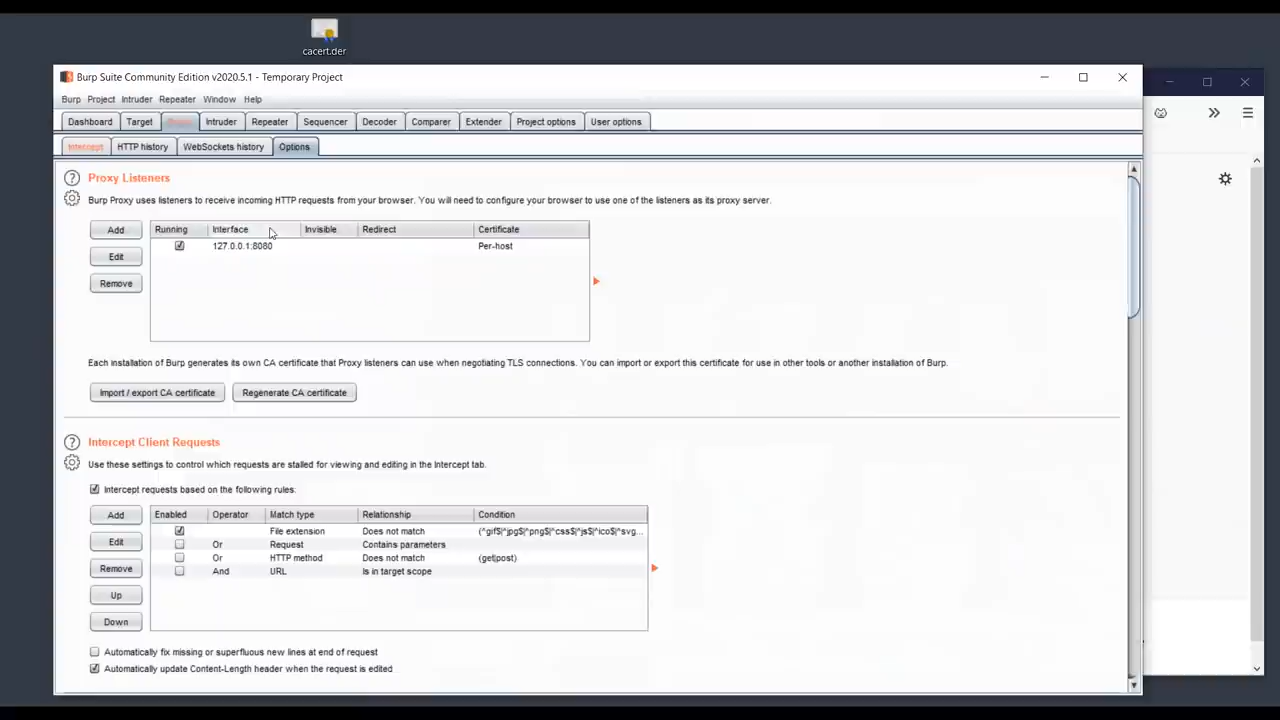 cacert.der
Burp Suite Community Edition v2020.5.1 - Temporary Project
Burp Project Intruder Repeater Window Help
Dashboard Target Proxy Intruder Repeater Sequencer Decoder Comparer Extender Project options User options
Intercept HTTP history WebSockets history Options
? Proxy Listeners
Burp Proxy uses listeners to receive incoming HTTP requests from your browser. You will need to configure your browser to use one of the listeners as its proxy server.
Add Running Interface Invisible Redirect Certificate
127.0.0.1:8080 Per-host
Edit
Remove
Each installation of Burp generates its own CA certificate that Proxy listeners can use when negotiating TLS connections. You can import or export this certificate for use in other tools or another installation of Burp.
Import / export CA certificate Regenerate CA certificate
? Intercept Client Requests
Use these settings to control which requests are stalled for viewing and editing in the Intercept tab.
Intercept requests based on the following rules:
Add Enabled Operator Match type Relationship Condition
File extension Does not match (^gif$|^jpg$|^png$|^css$|^js$|^ico$|^svg...
Edit Or Request Contains parameters
Or HTTP method Does not match (get|post)
Remove And URL Is in target scope
Up
Down
Automatically fix missing or superfluous new lines at end of request
Automatically update Content-Length header when the request is edited